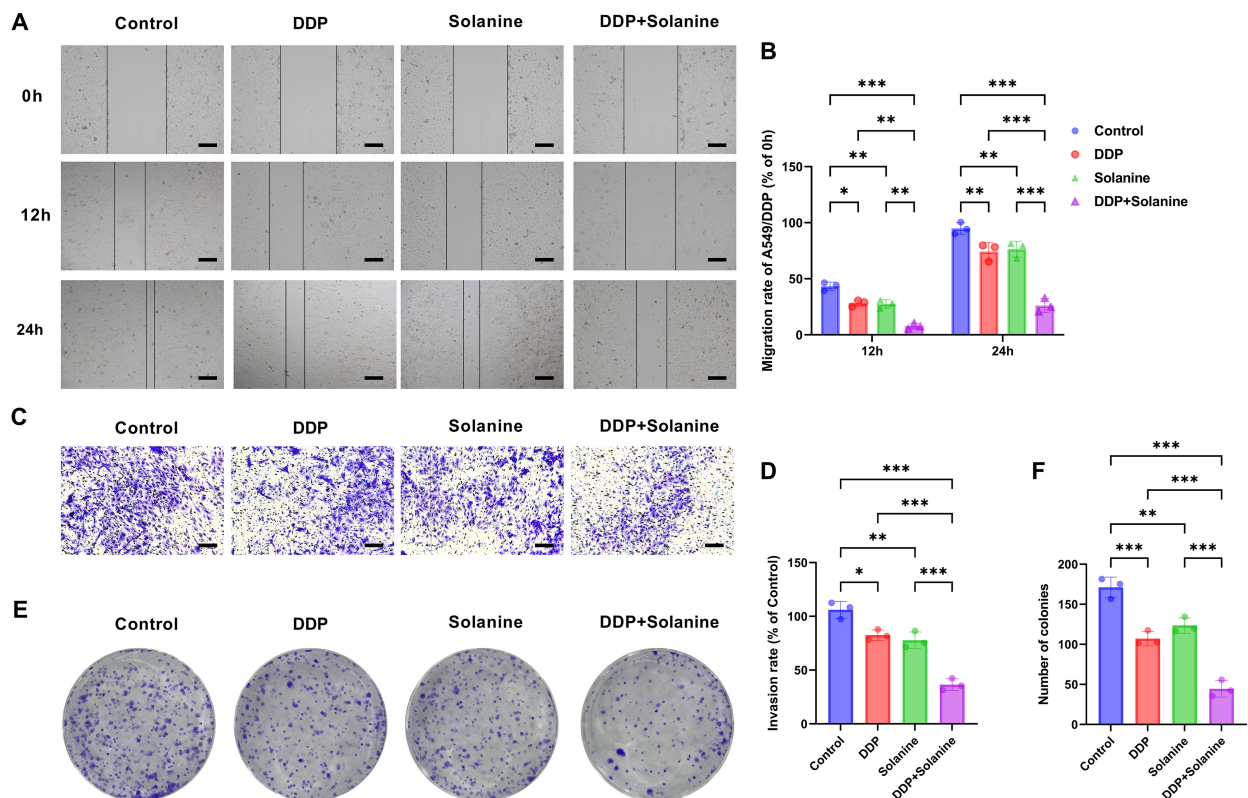 A
Control
DDP
Solanine
DDP+Solanine
0h
12h
24h
B
Migration rate of A549/DDP (% of 0h)
150
100
50
0
***
**
**
*
**
***
***
**
**
***
12h
24h
Control
DDP
Solanine
DDP+Solanine
C
Control
DDP
Solanine
DDP+Solanine
D
Invasion rate (% of Control)
150
100
50
0
***
***
**
*
***
Control
DDP
Solanine
DDP+Solanine
E
Control
DDP
Solanine
DDP+Solanine
F
Number of colonies
200
150
100
50
0
***
***
**
***
***
Control
DDP
Solanine
DDP+Solanine